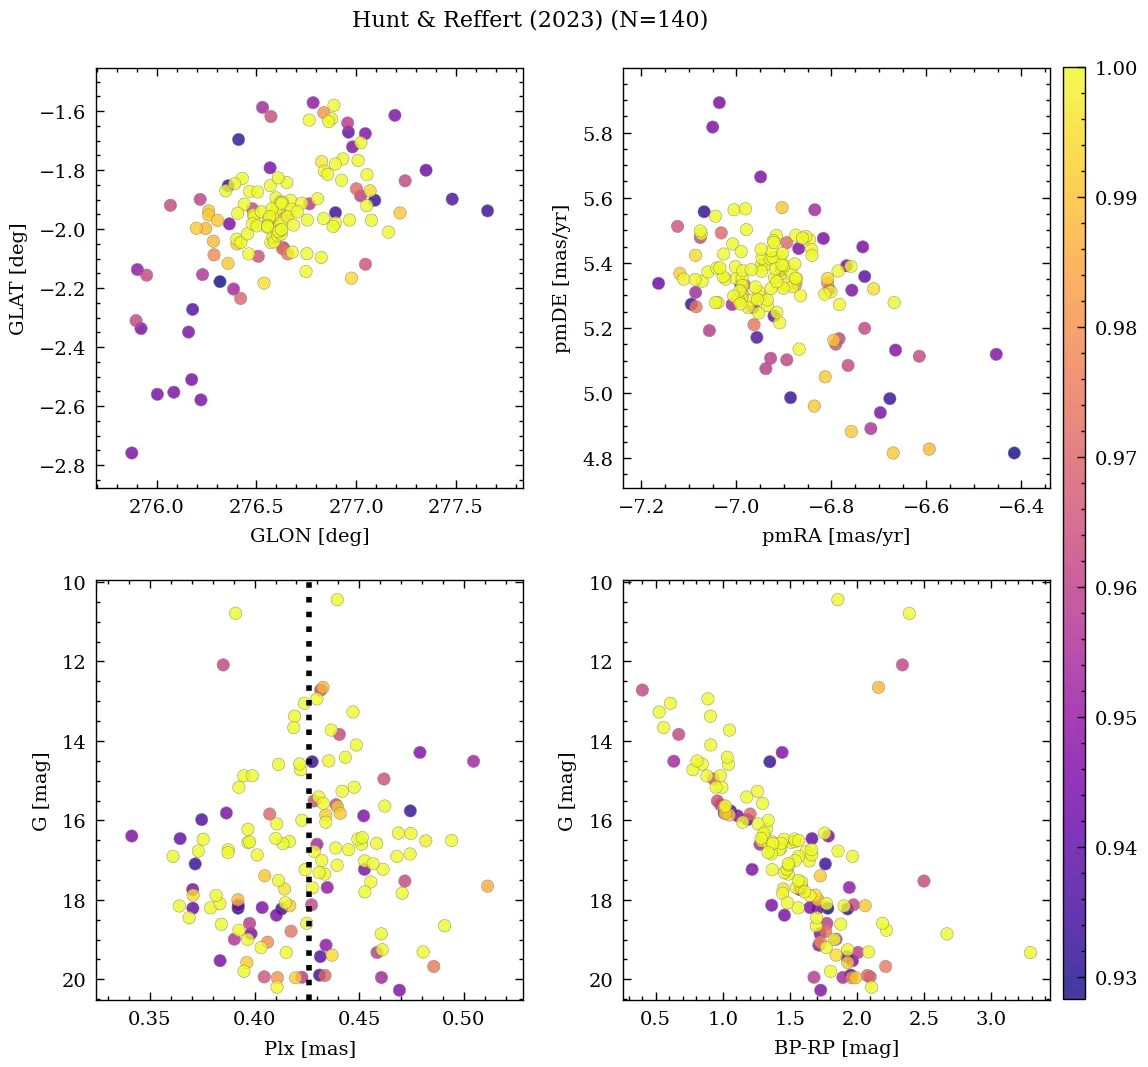 Hunt & Reffert (2023) (N=140)
−1.6
−1.8
−2.0
−2.2
−2.4
−2.6
−2.8
GLAT [deg]
276.0 276.5 277.0 277.5
GLON [deg]
5.8
5.6
5.4
5.2
5.0
4.8
pmDE [mas/yr]
−7.2 −7.0 −6.8 −6.6 −6.4
pmRA [mas/yr]
10
12
14
16
18
20
G [mag]
0.35 0.40 0.45 0.50
Plx [mas]
10
12
14
16
18
20
G [mag]
0.5 1.0 1.5 2.0 2.5 3.0
BP-RP [mag]
1.00
0.99
0.98
0.97
0.96
0.95
0.94
0.93